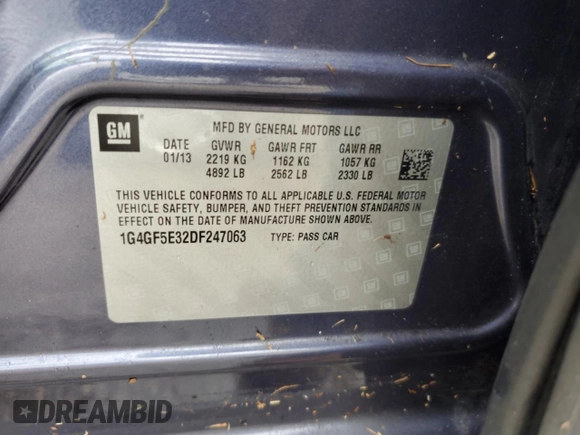 GM
MFD BY GENERAL MOTORS LLC
DATE GVWR GAWR FRT GAWR RR
01/13 2219 KG 1162 KG 1057 KG
4892 LB 2562 LB 2330 LB
THIS VEHICLE CONFORMS TO ALL APPLICABLE U.S. FEDERAL MOTOR
VEHICLE SAFETY, BUMPER, AND THEFT PREVENTION STANDARDS IN
EFFECT ON THE DATE OF MANUFACTURE SHOWN ABOVE.
1G4GF5E32DF247063 TYPE: PASS CAR
DREAMBID